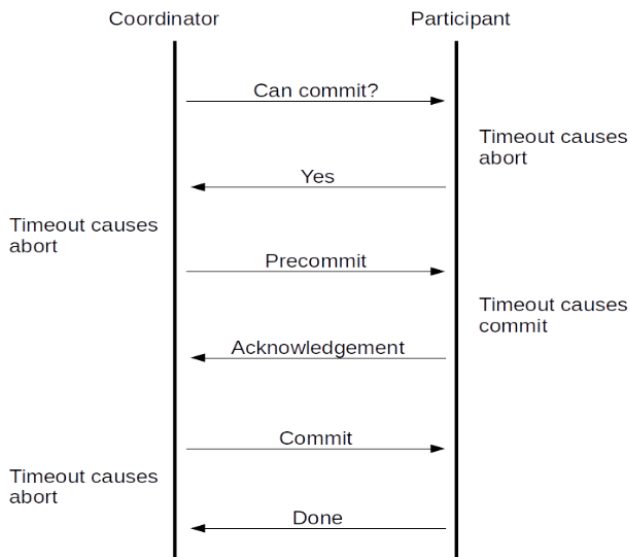 Coordinator
Participant
Can commit?
Timeout causes
abort
Yes
Timeout causes
abort
Precommit
Timeout causes
commit
Acknowledgement
Commit
Timeout causes
abort
Done